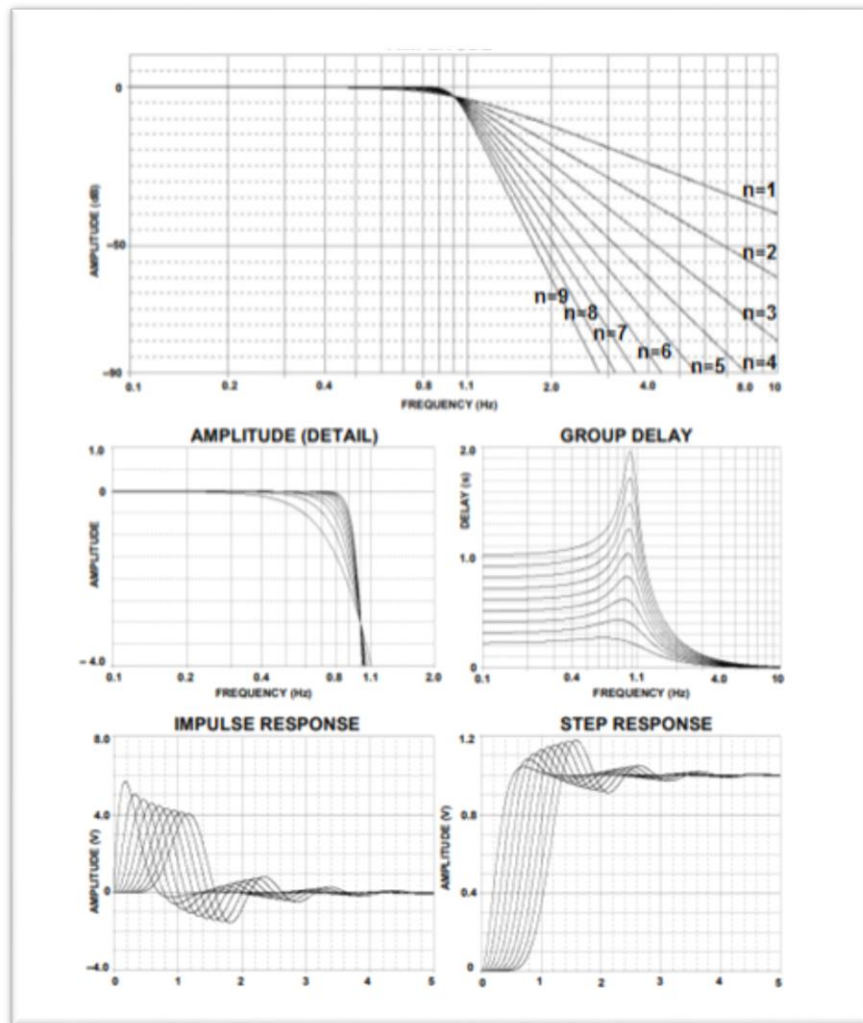 0
–50
–90
AMPLITUDE (dB)
n=1
n=2
n=3
n=4
n=5
n=6
n=7
n=8
n=9
0.1 0.2 0.4 0.8 1.1 2.0 4.0 8.0 10
FREQUENCY (Hz)
AMPLITUDE (DETAIL)
1.0
0
– 4.0
AMPLITUDE
0.1 0.2 0.4 0.8 1.1 2.0
FREQUENCY (Hz)
GROUP DELAY
2.0
1.0
0
DELAY (s)
0.1 0.4 1.1 4.0 10
FREQUENCY (Hz)
IMPULSE RESPONSE
8.0
4.0
0
–4.0
AMPLITUDE (V)
0 1 2 3 4 5
STEP RESPONSE
1.2
0.8
0.4
0
AMPLITUDE (V)
0 1 2 3 4 5